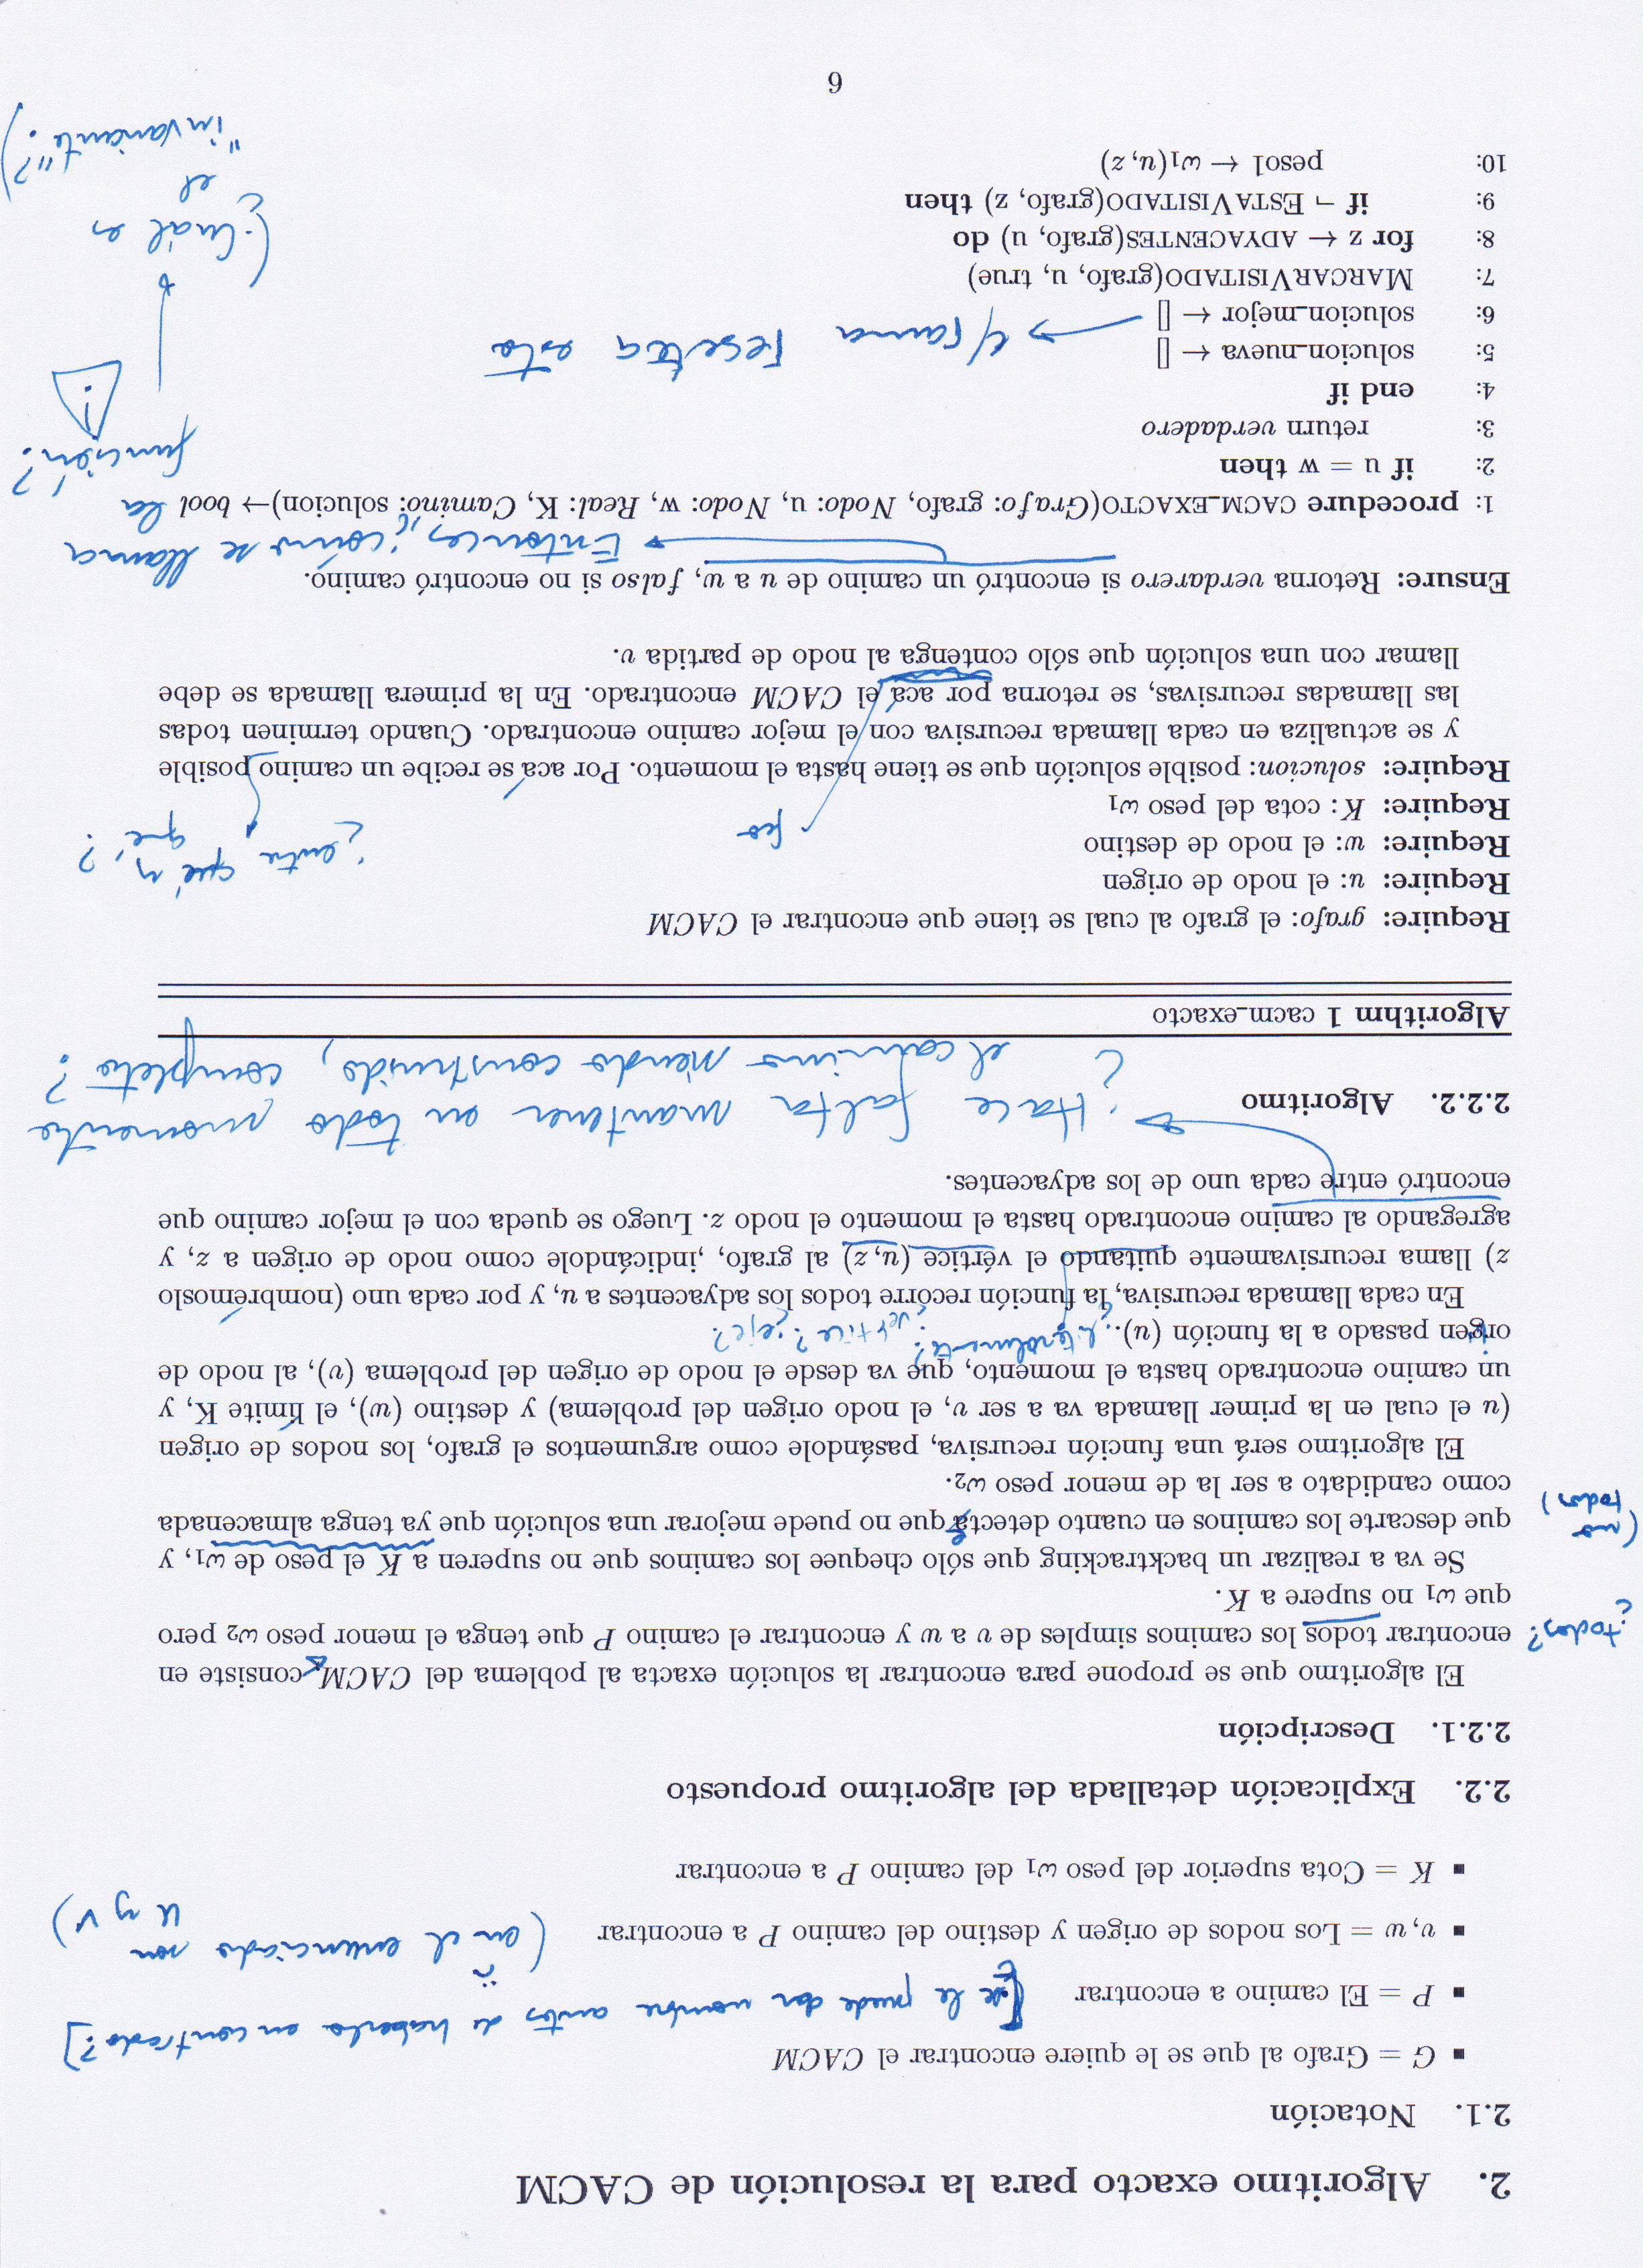 2. Algoritmo exacto para la resolución de CACM
2.1. Notación
▪ G = Grafo al que se le quiere encontrar el CACM
▪ P = El camino a encontrar [¿se le puede dar nombre antes de haberlo encontrado?]
▪ v, w = Los nodos de origen y destino del camino P a encontrar (en el enunciado son
u y v)
▪ K = Cota superior del peso ω1 del camino P a encontrar
2.2. Explicación detallada del algoritmo propuesto
2.2.1. Descripción
El algoritmo que se propone para encontrar la solución exacta al poblema del CACM consiste en
¿todos? encontrar todos los caminos simples de v a w y encontrar el camino P que tenga el menor peso ω2 pero
que ω1 no supere a K.
Se va a realizar un backtracking que sólo chequee los caminos que no superen a K el peso de ω1, y
(no
todos)
que descarte los caminos en cuanto detecta que no puede mejorar una solución que ya tenga almacenada
como candidato a ser la de menor peso ω2.
El algoritmo será una función recursiva, pasándole como argumentos el grafo, los nodos de origen
(u el cual en la primer llamada va a ser v, el nodo origen del problema) y destino (w), el límite K, y
un camino encontrado hasta el momento, que va desde el nodo de origen del problema (v), al nodo de
origen pasado a la función (u). ¿literalmente? ¿vértice? ¿eje?
En cada llamada recursiva, la función recorre todos los adyacentes a u, y por cada uno (nombrémoslo
z) llama recursivamente quitando el vértice (u, z) al grafo, ,indicándole como nodo de origen a z, y
agregando al camino encontrado hasta el momento el nodo z. Luego se queda con el mejor camino que
encontró entre cada uno de los adyacentes.
¿Hace falta mantener en todo momento
2.2.2. Algoritmo
el camino siendo construido, completo?
Algorithm 1 cacm_exacto
Require: grafo: el grafo al cual se tiene que encontrar el CACM
Require: u: el nodo de origen
Require: w: el nodo de destino
¿entre qué y qué?
feo
Require: K: cota del peso ω1
Require: solucion: posible solución que se tiene hasta el momento. Por acá se recibe un camino posible
y se actualiza en cada llamada recursiva con el mejor camino encontrado. Cuando terminen todas
las llamadas recursivas, se retorna por acá el CACM encontrado. En la primera llamada se debe
llamar con una solución que sólo contenga al nodo de partida v.
Ensure: Retorna verdarero si encontró un camino de u a w, falso si no encontró camino.
Entonces, ¿cómo se llama
la
función?
1: procedure CACM_EXACTO(Grafo: grafo, Nodo: u, Nodo: w, Real: K, Camino: solucion)→ bool
2: if u = w then
3: return verdadero
4: end if
!
5: solucion_nueva ← []
6: solucion_mejor ← [] → y rama resetea esto
7: MARCARVISITADO(grafo, u, true)
8: for z ← ADYACENTES(grafo, u) do
(¿Cuál es
el
"invariante"?)
9: if ¬ ESTAVISITADO(grafo, z) then
10: peso1 ← ω1(u, z)
6